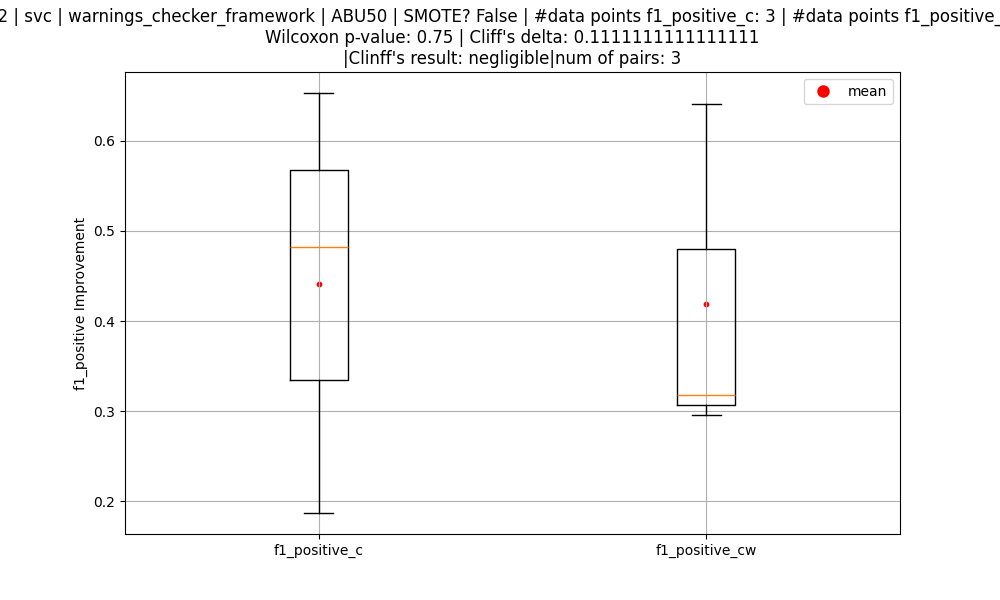 2 | svc | warnings_checker_framework | ABU50 | SMOTE? False | #data points f1_positive_c: 3 | #data points f1_positive_
Wilcoxon p-value: 0.75 | Cliff's delta: 0.1111111111111111
|Clinff's result: negligible|num of pairs: 3
mean
0.6
0.5
0.4
0.3
0.2
f1_positive Improvement
f1_positive_c
f1_positive_cw